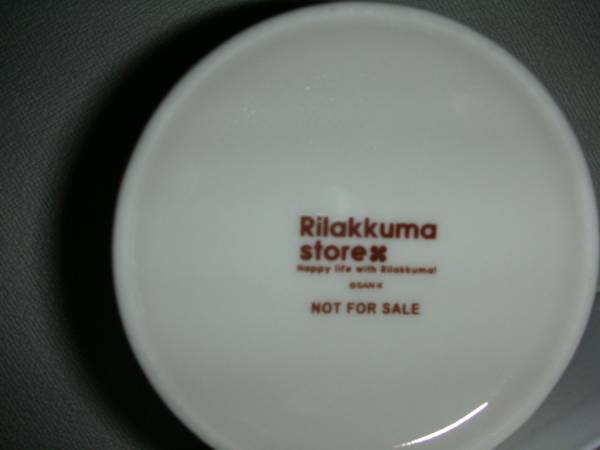 Rilakkuma
store
Happy life with Rilakkuma!
©SAN-X
NOT FOR SALE